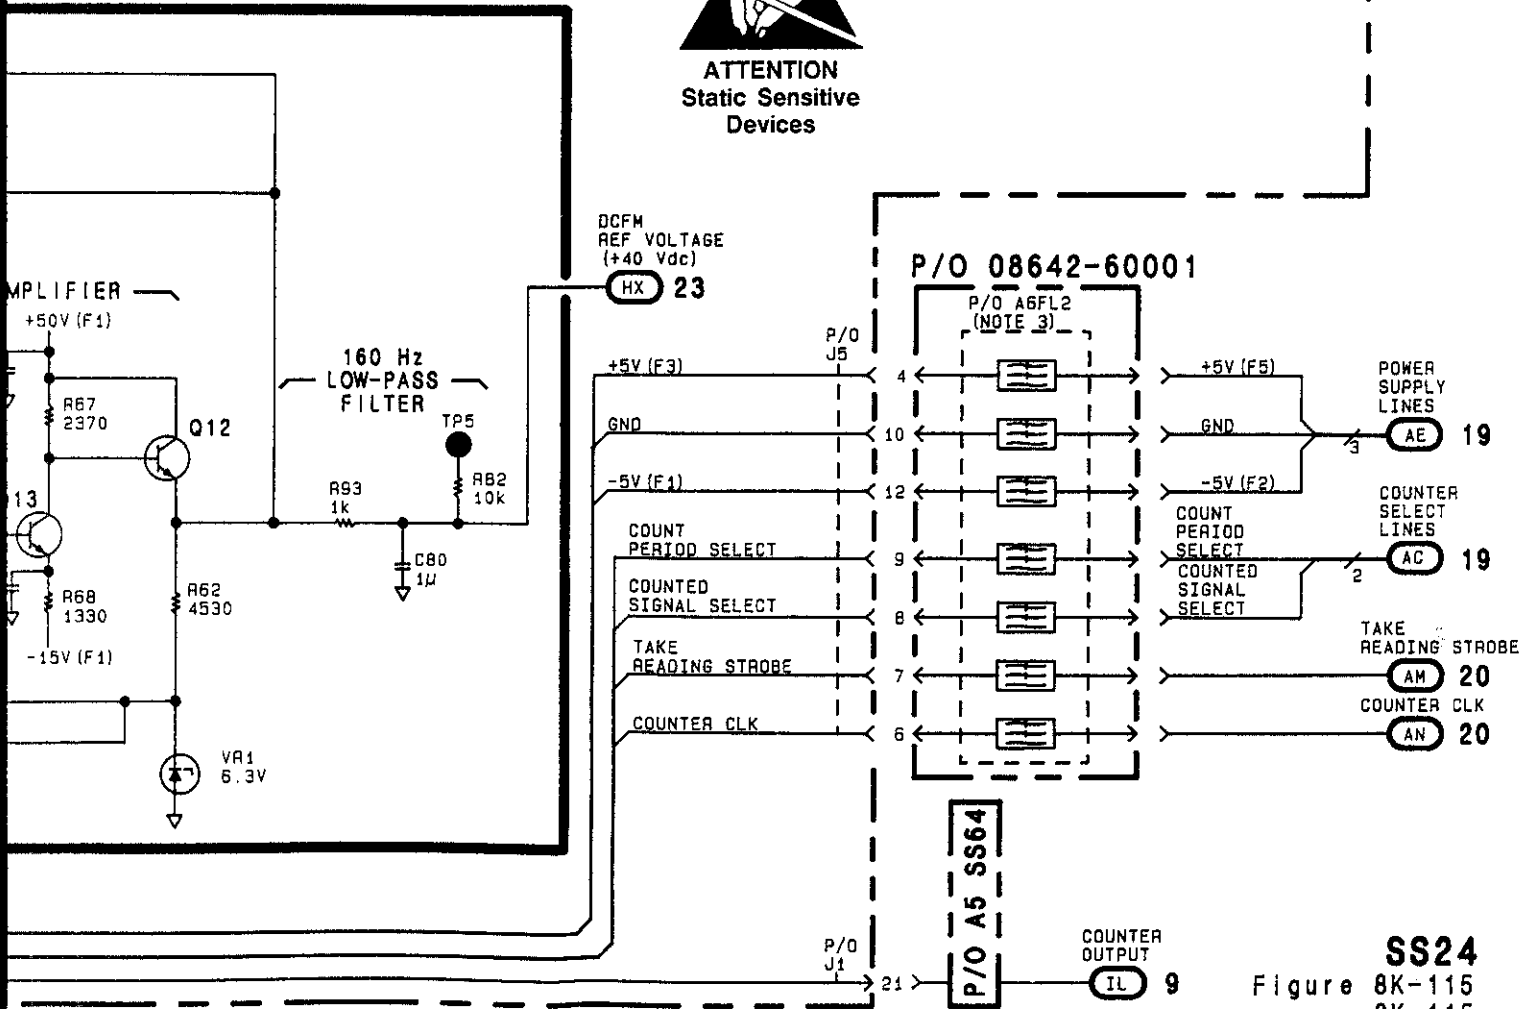 ATTENTION
Static Sensitive
Devices
DCFM
REF VOLTAGE
(+40 Vdc)
HX 23
MPLIFIER
+50V (F1)
R67
2370
Q12
13
R68
1330
-15V (F1)
R62
4530
VR1
6.3V
160 Hz
LOW-PASS
FILTER
TP5
R93
1k
R82
10k
C80
1µ
P/O 08642-60001
P/O A6FL2
(NOTE 3)
P/O
J5
+5V (F3)
4
+5V (F5)
GND
10
GND
-5V (F1)
12
-5V (F2)
POWER
SUPPLY
LINES
3
AE 19
COUNT
PERIOD SELECT
9
COUNT
PERIOD
SELECT
COUNTED
SIGNAL SELECT
8
COUNTED
SIGNAL
SELECT
COUNTER
SELECT
LINES
2
AC 19
TAKE
READING STROBE
7
TAKE
READING STROBE
AM 20
COUNTER CLK
6
COUNTER CLK
AN 20
P/O A5 SS64
P/O
J1
21
COUNTER
OUTPUT
IL 9
SS24
Figure 8K-115